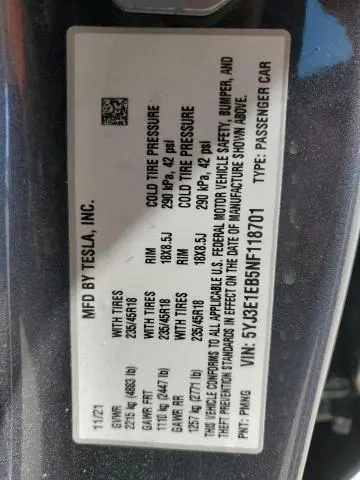 MFD BY TESLA, INC.
11/21
GVWR WITH TIRES RIM COLD TIRE PRESSURE
2215 kg (4883 lb) 235/45R18 18X8.5J 290 kPa, 42 psi
GAWR FRT WITH TIRES RIM COLD TIRE PRESSURE
1110 kg (2447 lb) 235/45R18 18X8.5J 290 kPa, 42 psi
GAWR RR
1257 kg (2771 lb)
THIS VEHICLE CONFORMS TO ALL APPLICABLE U.S. FEDERAL MOTOR VEHICLE SAFETY, BUMPER, AND
THEFT PREVENTION STANDARDS IN EFFECT ON THE DATE OF MANUFACTURE SHOWN ABOVE.
VIN: 5YJ3E1EB5NF118701
PNT: PMNG TYPE: PASSENGER CAR